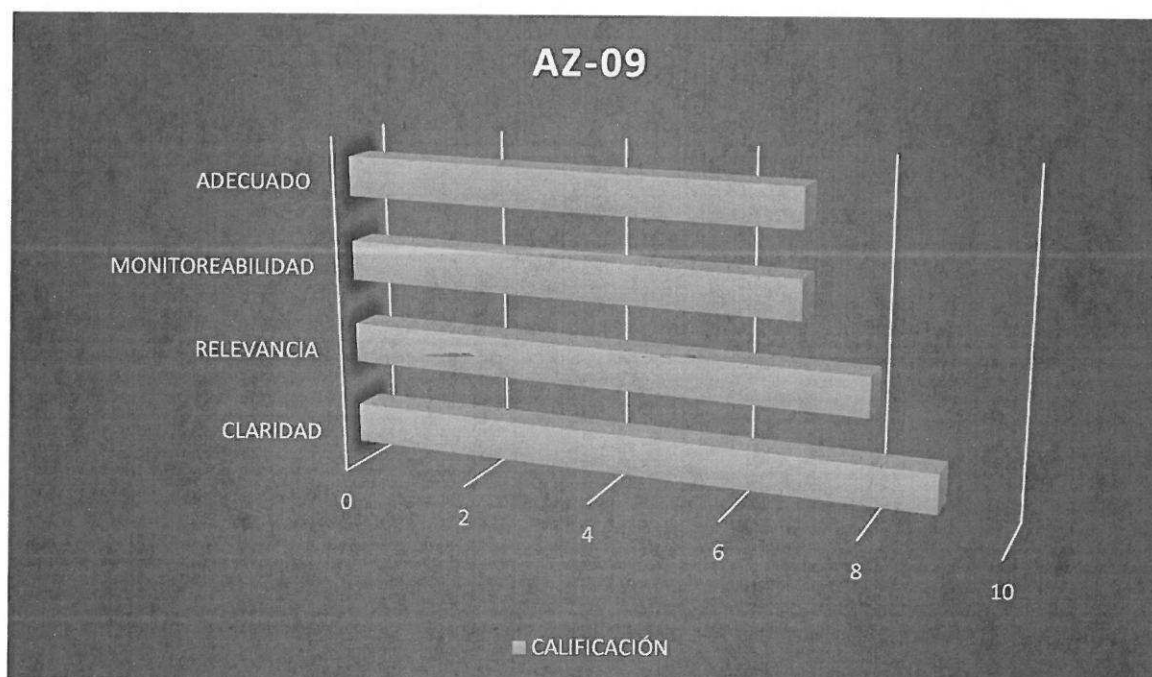 AZ-09
ADECUADO
MONITOREABILIDAD
RELEVANCIA
CLARIDAD
0
2
4
6
8
10
CALIFICACIÓN